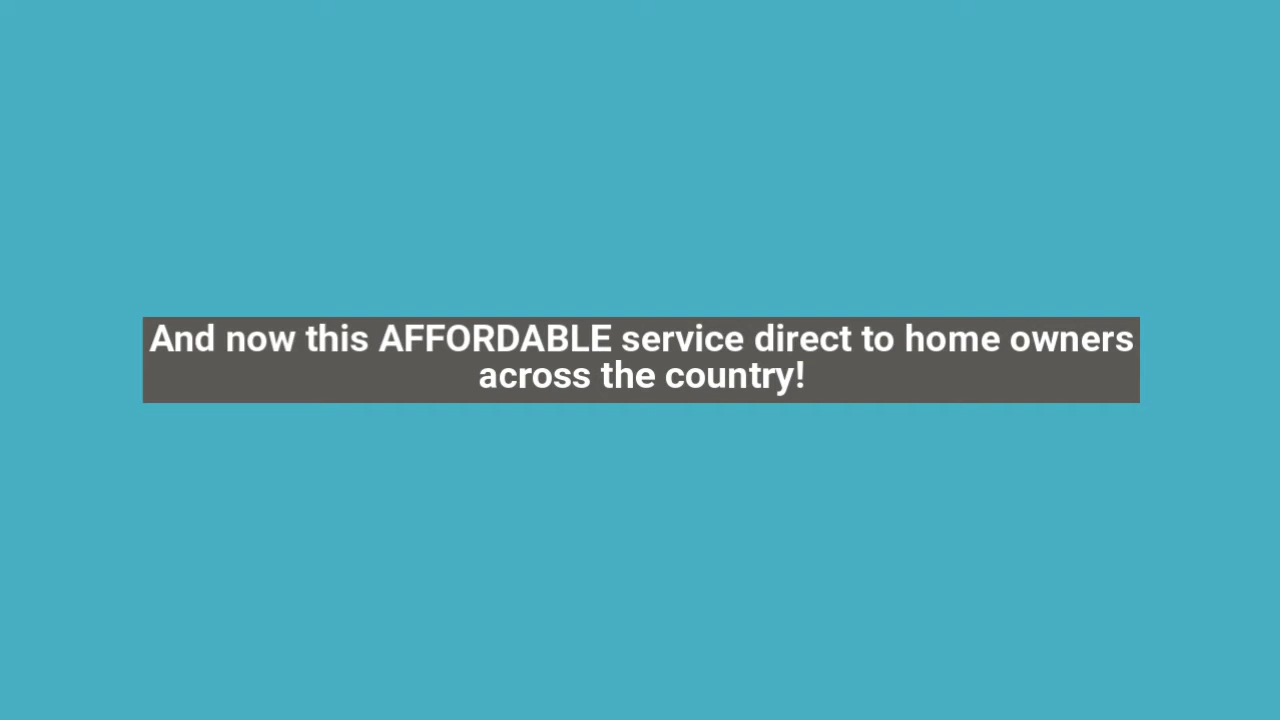 And now this AFFORDABLE service direct to home owners
across the country!